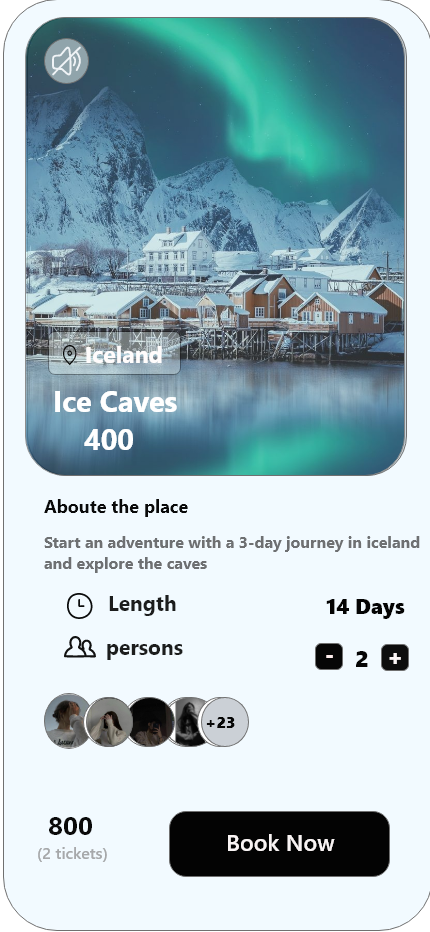 Iceland
Ice Caves
400
Aboute the place
Start an adventure with a 3-day journey in iceland
and explore the caves
Length 14 Days
persons - 2 +
+23
800
(2 tickets)
Book Now